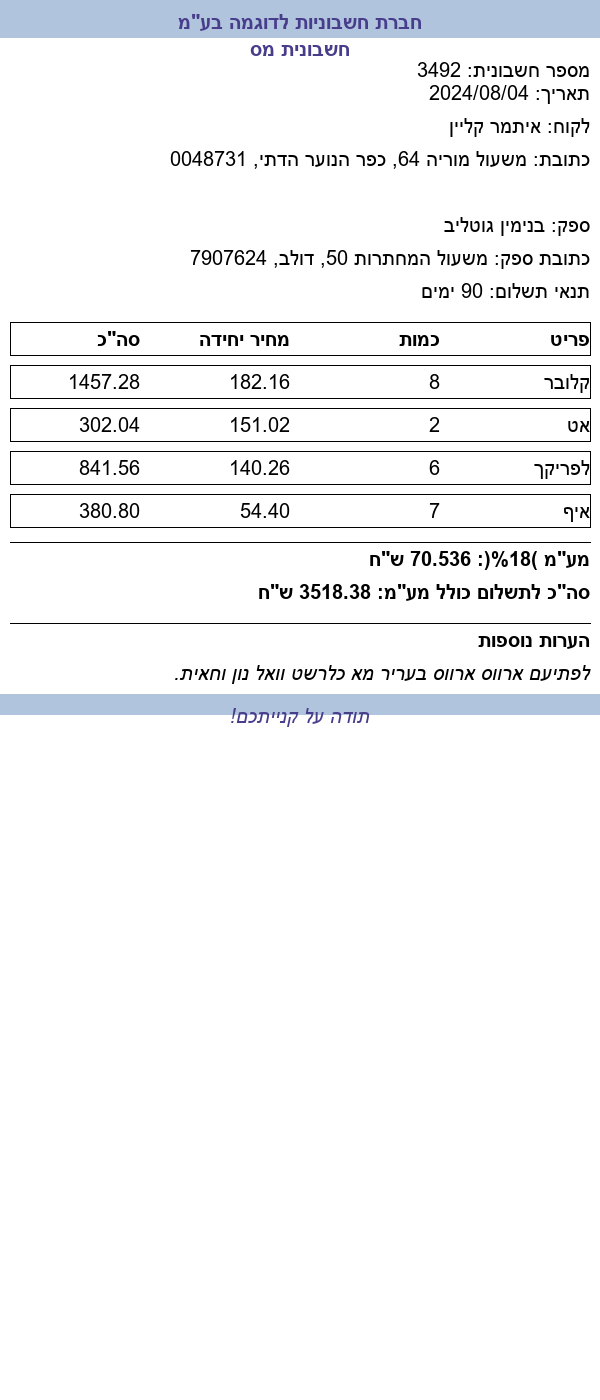 חברת חשבוניות לדוגמה בע"מ
חשבונית מס
מספר חשבונית: 3492
תאריך: 2024/08/04
לקוח: איתמר קליין
כתובת: משעול מוריה 64, כפר הנוער הדתי, 0048731
ספק: בנימין גוטליב
כתובת ספק: משעול המחתרות 50, דולב, 7907624
תנאי תשלום: 90 ימים
פריט כמות מחיר יחידה סה"כ
קלובר 8 182.16 1457.28
אט 2 151.02 302.04
לפריקך 6 140.26 841.56
איף 7 54.40 380.80
מע"מ (18%): 536.70 ש"ח
סה"כ לתשלום כולל מע"מ: 3518.38 ש"ח
הערות נוספות
לפתיעם ארווס ארווס בעריר מא כלרשט וואל נון וחאית.
תודה על קנייתכם!